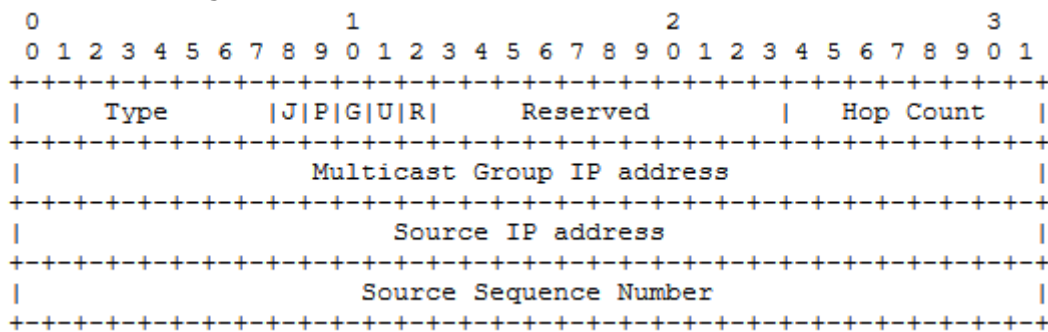 0                   1                   2                   3
0 1 2 3 4 5 6 7 8 9 0 1 2 3 4 5 6 7 8 9 0 1 2 3 4 5 6 7 8 9 0 1
+-+-+-+-+-+-+-+-+-+-+-+-+-+-+-+-+-+-+-+-+-+-+-+-+-+-+-+-+-+-+-+-+
|     Type      |J|P|G|U|R|     Reserved        |   Hop Count   |
+-+-+-+-+-+-+-+-+-+-+-+-+-+-+-+-+-+-+-+-+-+-+-+-+-+-+-+-+-+-+-+-+
|                  Multicast Group IP address                   |
+-+-+-+-+-+-+-+-+-+-+-+-+-+-+-+-+-+-+-+-+-+-+-+-+-+-+-+-+-+-+-+-+
|                       Source IP address                       |
+-+-+-+-+-+-+-+-+-+-+-+-+-+-+-+-+-+-+-+-+-+-+-+-+-+-+-+-+-+-+-+-+
|                     Source Sequence Number                    |
+-+-+-+-+-+-+-+-+-+-+-+-+-+-+-+-+-+-+-+-+-+-+-+-+-+-+-+-+-+-+-+-+